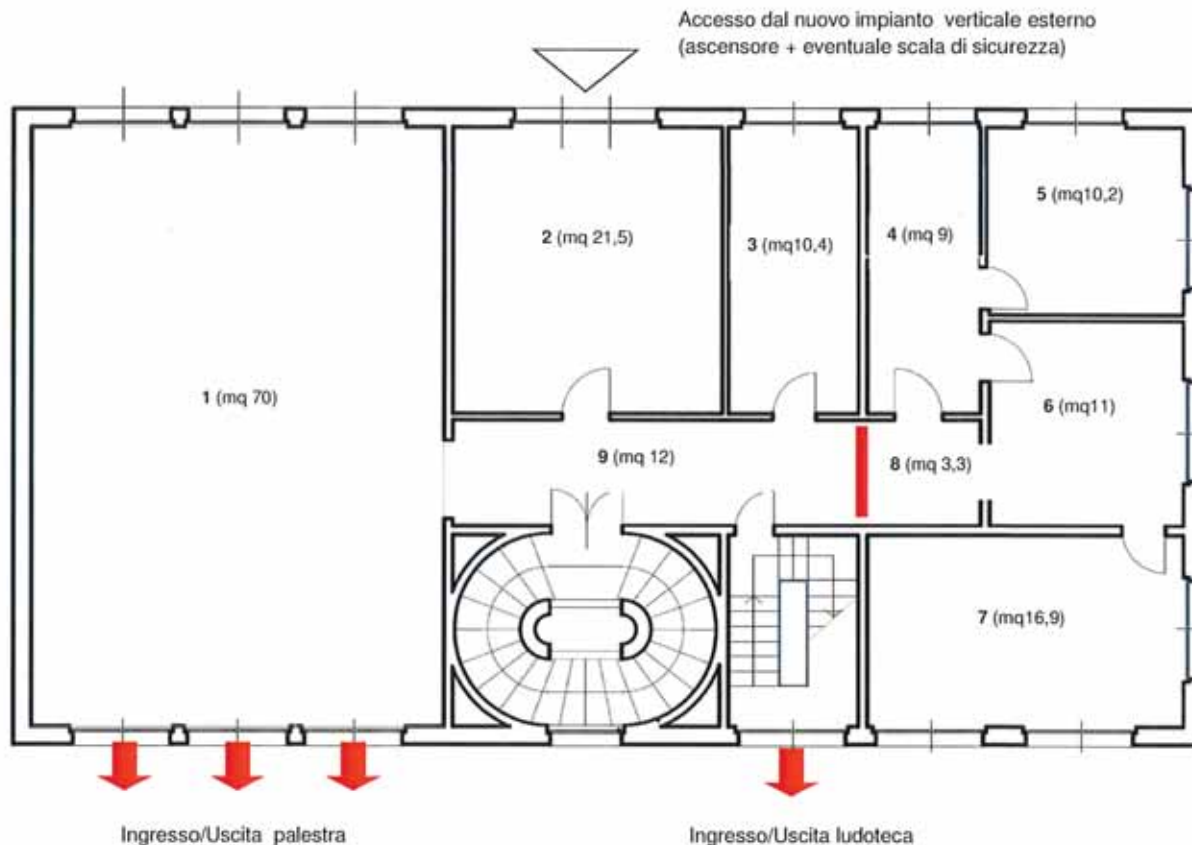 Accesso dal nuovo impianto verticale esterno
(ascensore + eventuale scala di sicurezza)
5 (mq10,2)
2 (mq 21,5)
3 (mq10,4)
4 (mq 9)
1 (mq 70)
6 (mq11)
9 (mq 12)
8 (mq 3,3)
7 (mq16,9)
Ingresso/Uscita palestra
Ingresso/Uscita ludoteca